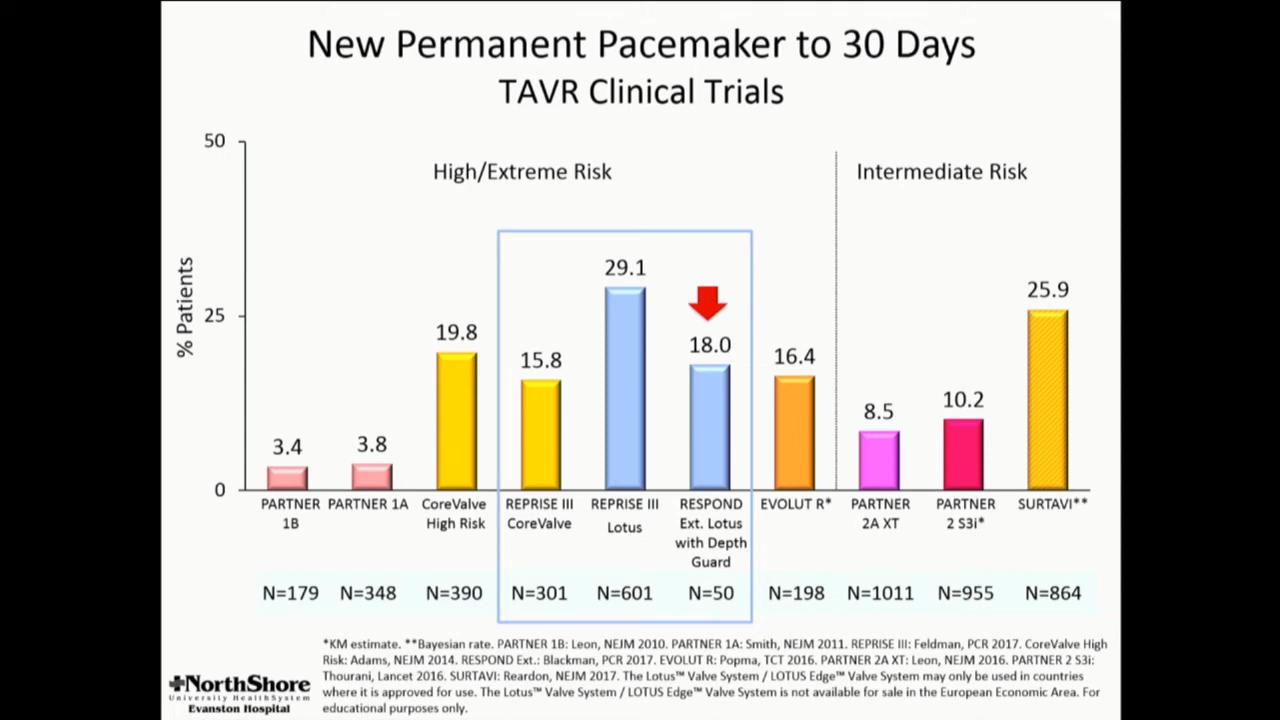 New Permanent Pacemaker to 30 Days
TAVR Clinical Trials
% Patients
50
25
0
High/Extreme Risk
Intermediate Risk
3.4
3.8
19.8
15.8
29.1
18.0
16.4
8.5
10.2
25.9
PARTNER
1B
PARTNER 1A
CoreValve
High Risk
REPRISE III
CoreValve
REPRISE III
Lotus
RESPOND
Ext. Lotus
with Depth
Guard
EVOLUT R*
PARTNER
2A XT
PARTNER
2 S3i*
SURTAVI**
N=179 N=348 N=390 N=301 N=601 N=50 N=198 N=1011 N=955 N=864
*KM estimate. **Bayesian rate. PARTNER 1B: Leon, NEJM 2010. PARTNER 1A: Smith, NEJM 2011. REPRISE III: Feldman, PCR 2017. CoreValve High
Risk: Adams, NEJM 2014. RESPOND Ext.: Blackman, PCR 2017. EVOLUT R: Popma, TCT 2016. PARTNER 2A XT: Leon, NEJM 2016. PARTNER 2 S3i:
Thourani, Lancet 2016. SURTAVI: Reardon, NEJM 2017. The Lotus™ Valve System / LOTUS Edge™ Valve System may only be used in countries
where it is approved for use. The Lotus™ Valve System / LOTUS Edge™ Valve System is not available for sale in the European Economic Area. For
educational purposes only.
NorthShore
University HealthSystem
Evanston Hospital